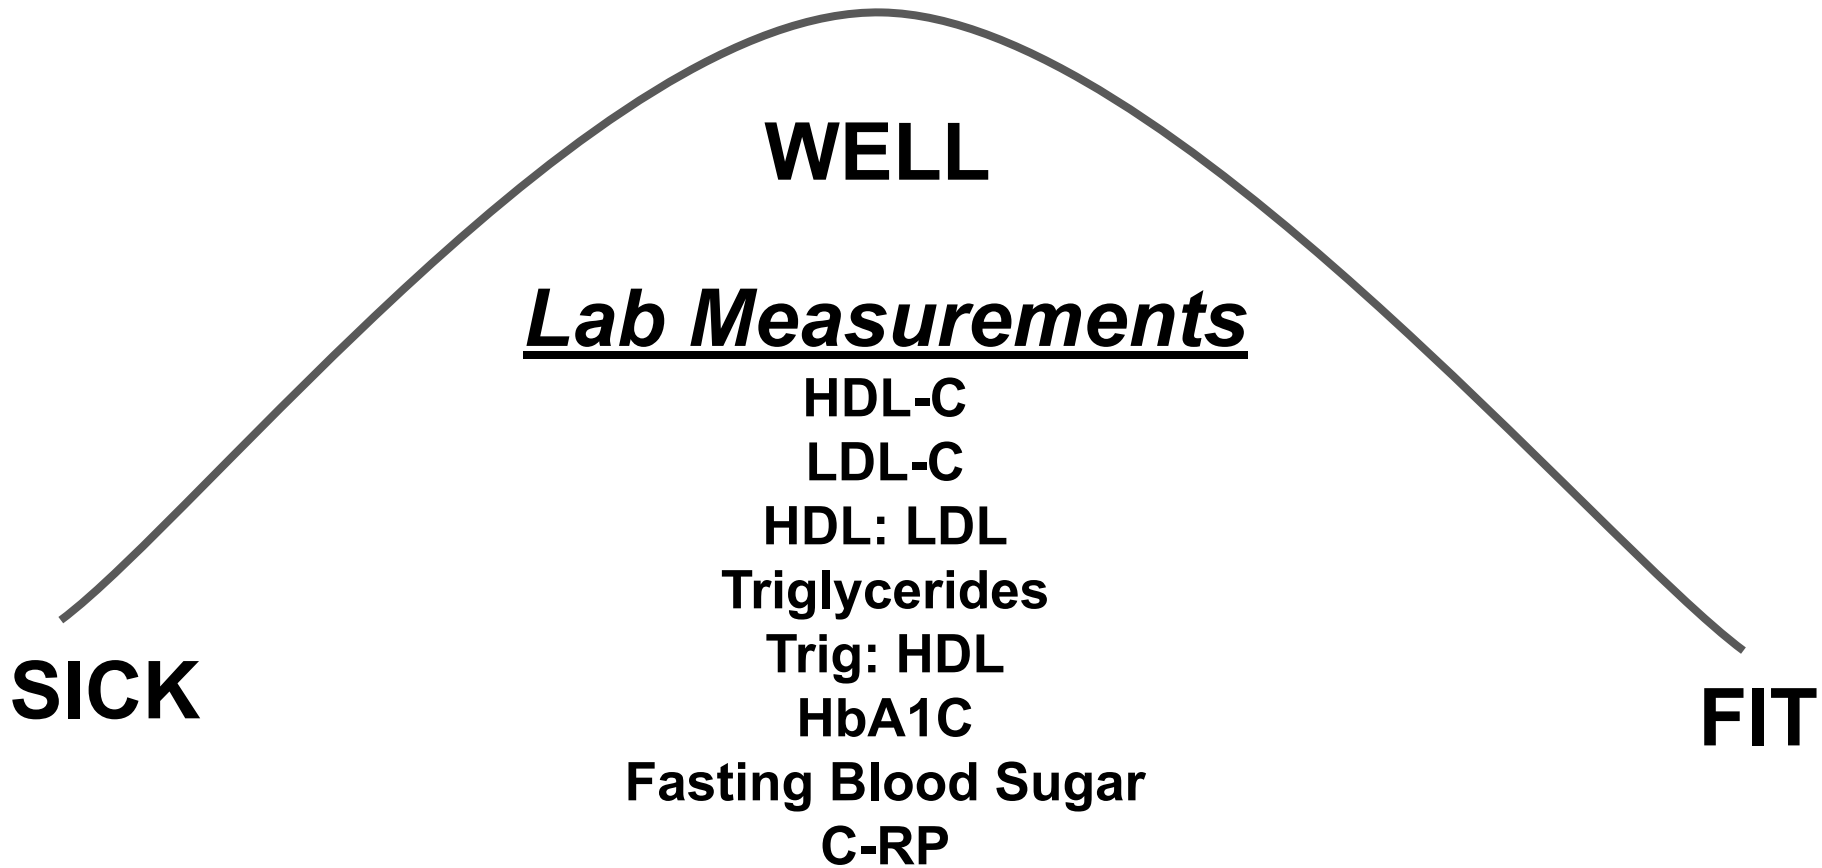 WELL
Lab Measurements
HDL-C
LDL-C
HDL: LDL
Triglycerides
Trig: HDL
HbA1C
Fasting Blood Sugar
C-RP
SICK
FIT